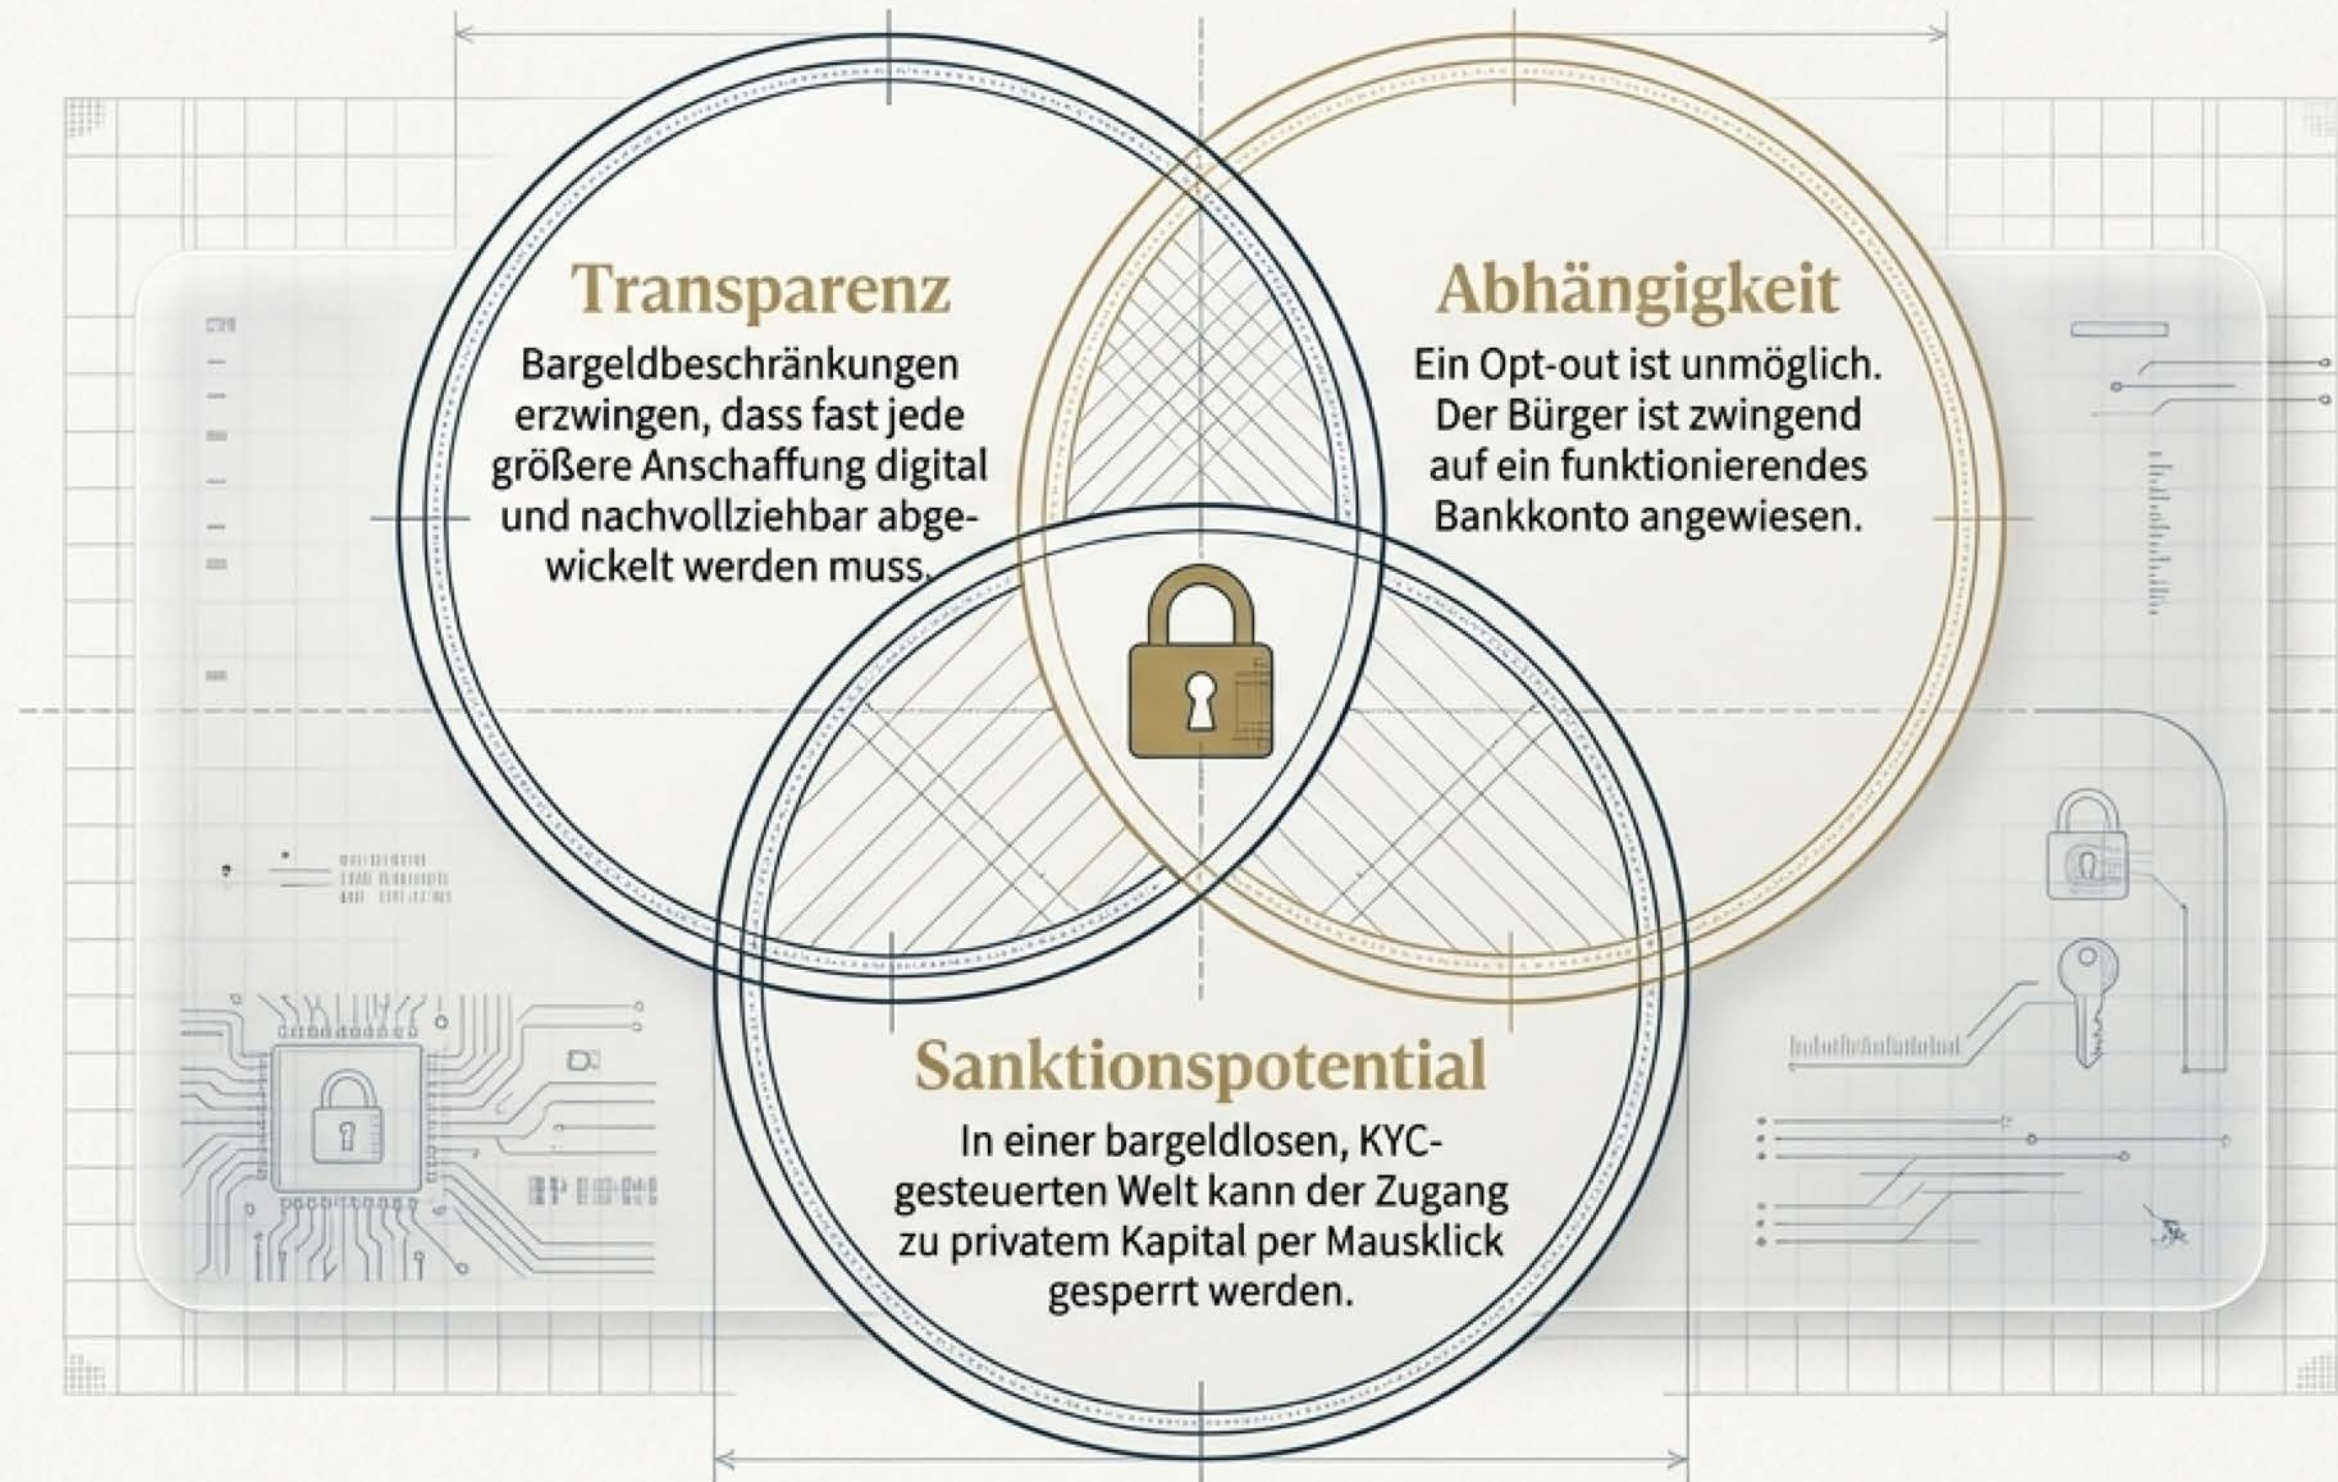 Transparenz
Bargeldbeschränkungen
erzwingen, dass fast jede
größere Anschaffung digital
und nachvollziehbar abge-
wickelt werden muss.
Abhängigkeit
Ein Opt-out ist unmöglich.
Der Bürger ist zwingend
auf ein funktionierendes
Bankkonto angewiesen.
Sanktionspotential
In einer bargeldlosen, KYC-
gesteuerten Welt kann der Zugang
zu privatem Kapital per Mausklick
gesperrt werden.